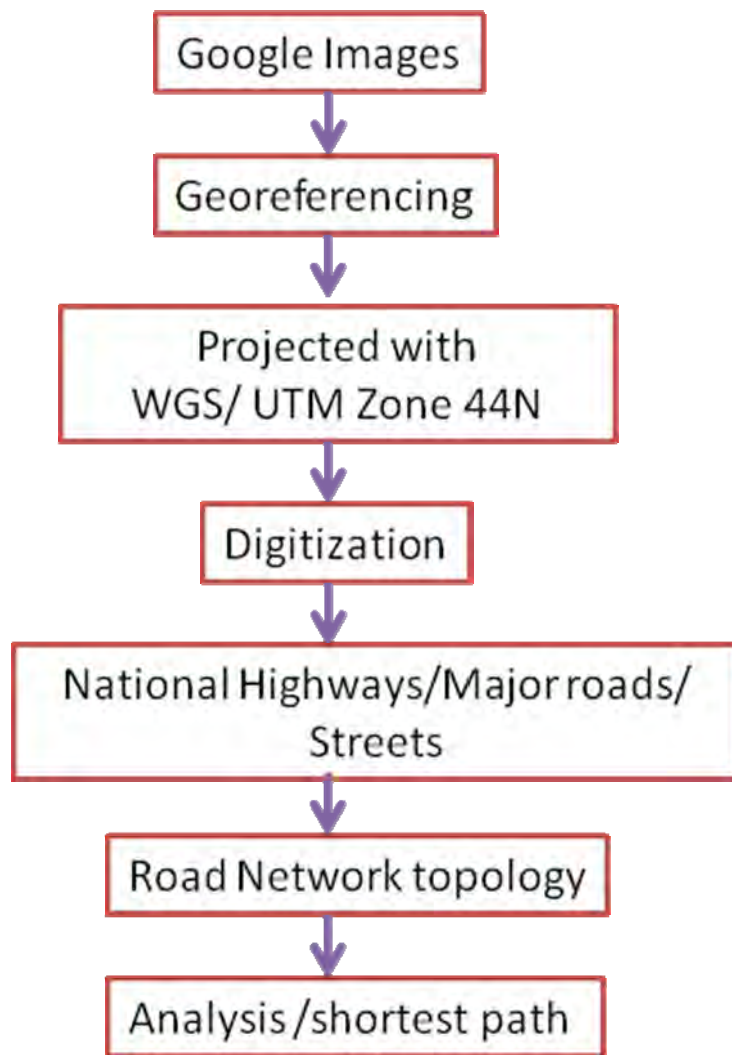 Google Images
Georeferencing
Projected with
WGS/ UTM Zone 44N
Digitization
National Highways/Major roads/
Streets
Road Network topology
Analysis /shortest path